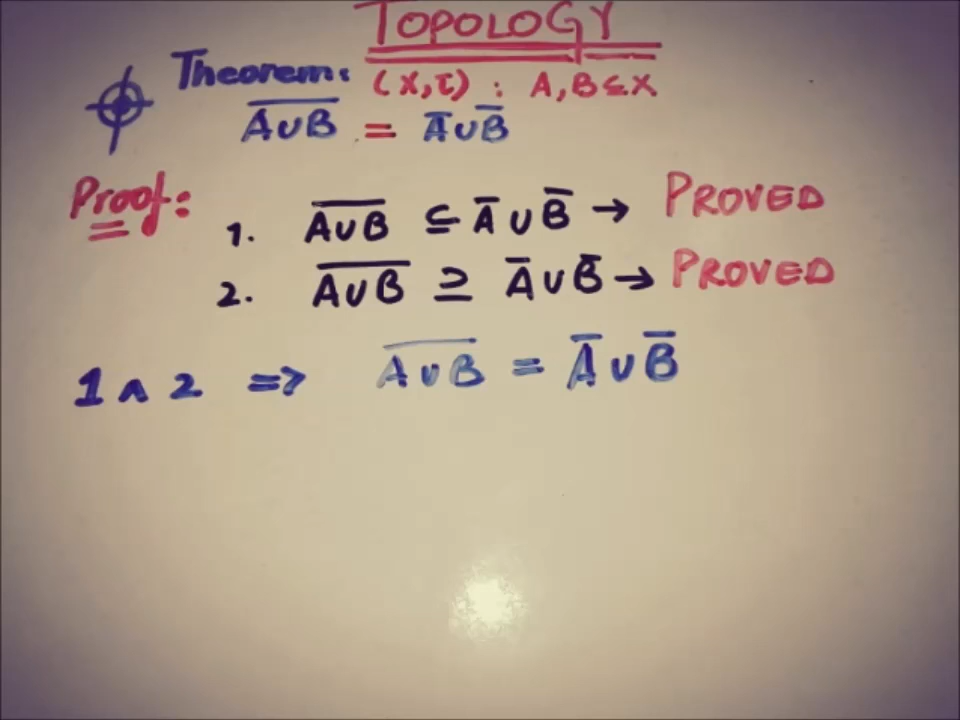 TOPOLOGY
Theorem: (X,τ) : A,B⊆X
A̅∪̅B̅ = A̅∪B̅
Proof:
1. A̅∪̅B̅ ⊆ A̅∪B̅ → PROVED
2. A̅∪̅B̅ ⊇ A̅∪B̅ → PROVED
1 ∧ 2 => A̅∪̅B̅ = A̅∪B̅